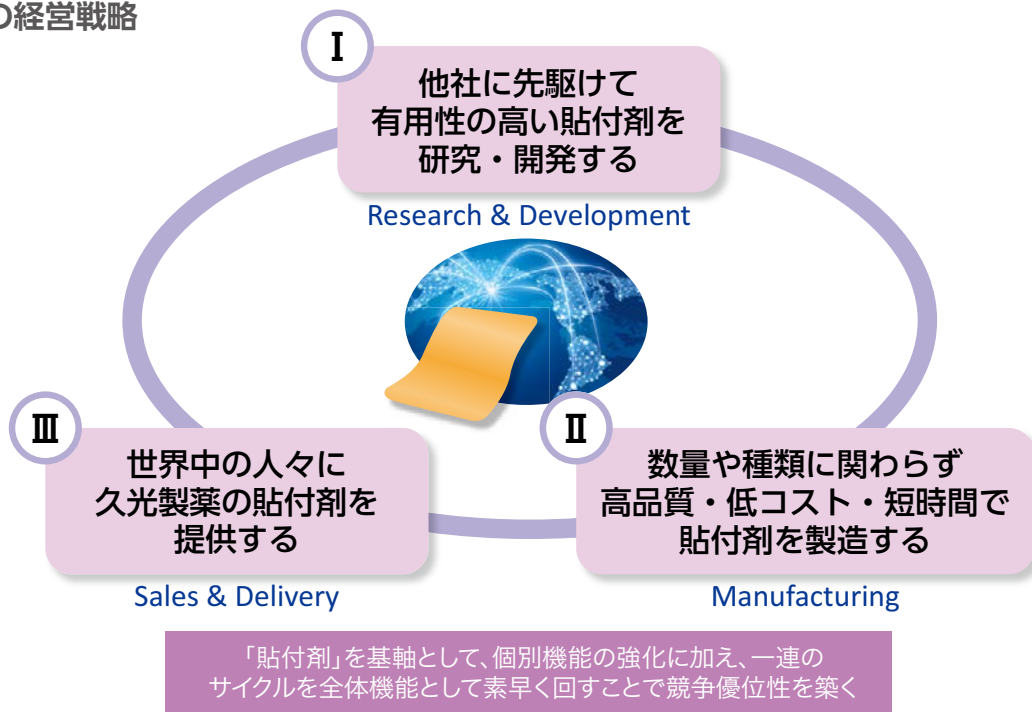 の経営戦略
Ⅰ
他社に先駆けて
有用性の高い貼付剤を
研究・開発する
Research & Development
Ⅱ
数量や種類に関わらず
高品質・低コスト・短時間で
貼付剤を製造する
Manufacturing
Ⅲ
世界中の人々に
久光製薬の貼付剤を
提供する
Sales & Delivery
「貼付剤」を基軸として、個別機能の強化に加え、一連の
サイクルを全体機能として素早く回すことで競争優位性を築く